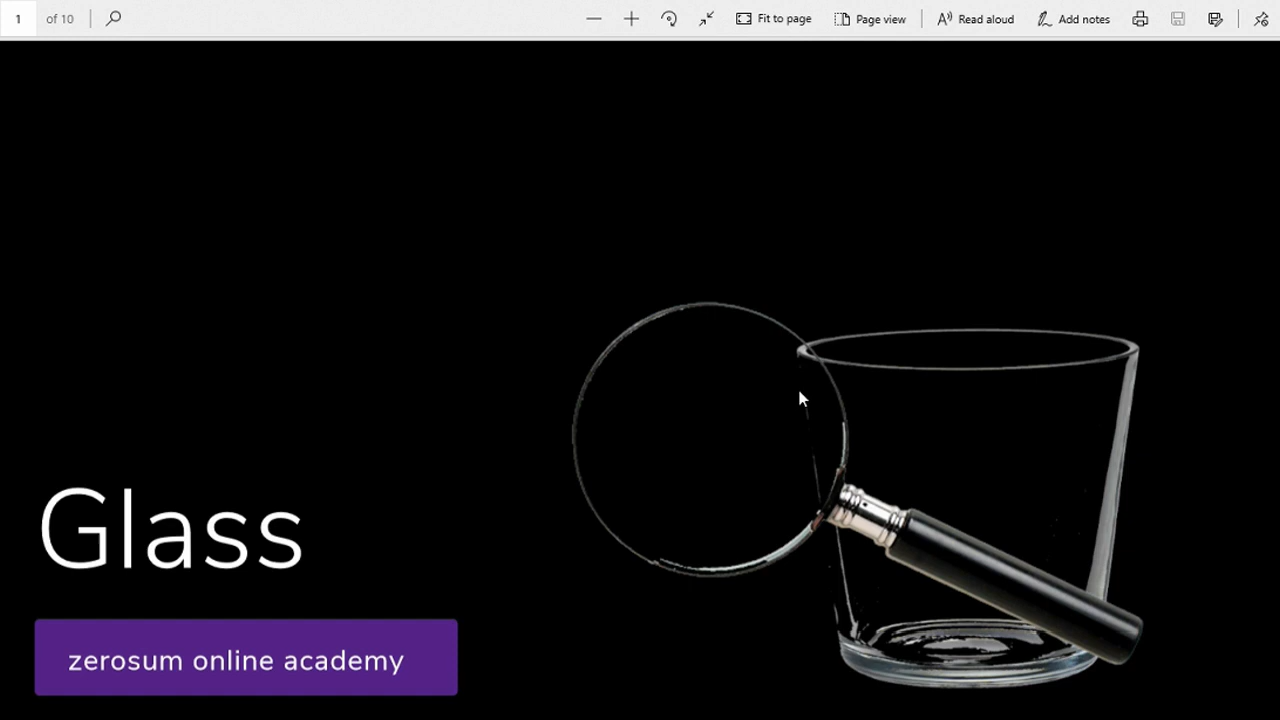 1 of 10 Fit to page Page view Read aloud Add notes
Glass
zerosum online academy